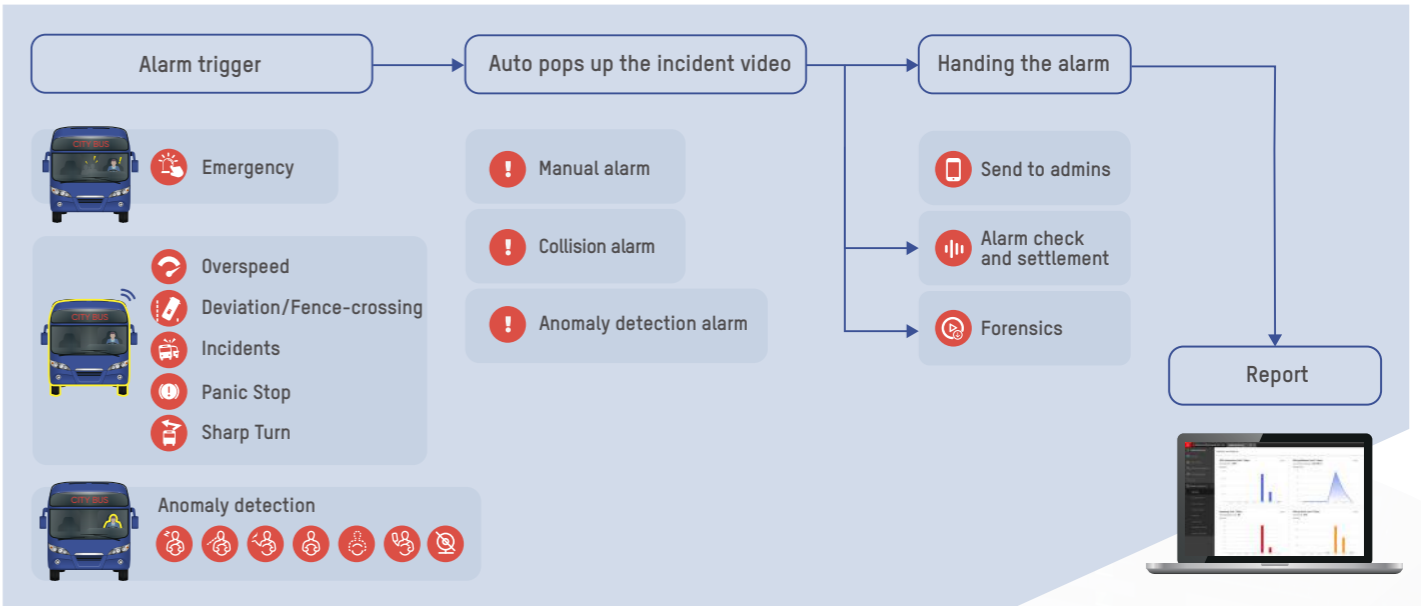 Alarm trigger
Auto pops up the incident video
Handing the alarm
CITY BUS
Emergency
Manual alarm
Send to admins
Collision alarm
Alarm check
and settlement
CITY BUS
Overspeed
Deviation/Fence-crossing
Incidents
Panic Stop
Sharp Turn
Anomaly detection alarm
Forensics
Report
CITY BUS
Anomaly detection